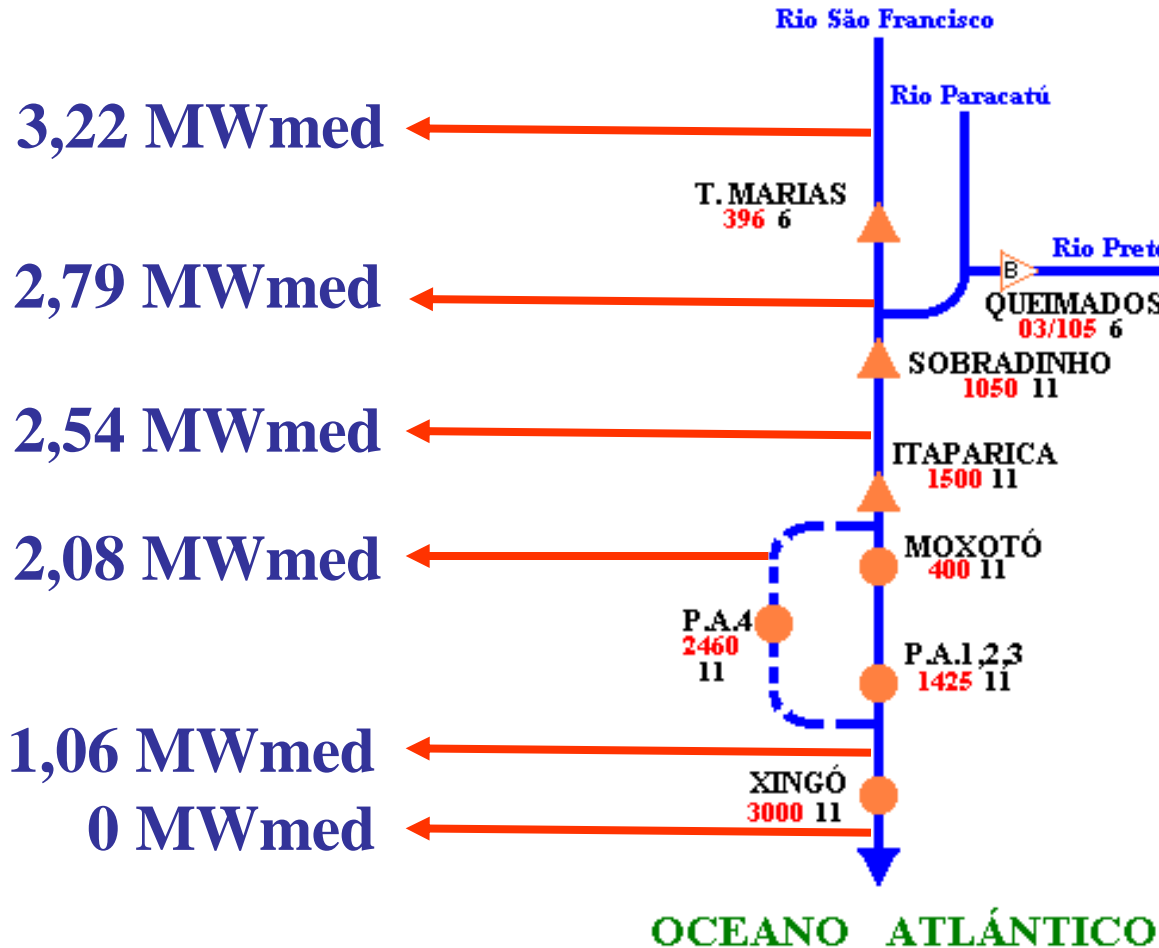 Rio São Francisco
Rio Paracatú
3,22 MWmed
T. MARIAS
396 6
Rio Preto
B
2,79 MWmed
QUEIMADOS
03/105 6
SOBRADINHO
1050 11
2,54 MWmed
ITAPARICA
1500 11
2,08 MWmed
MOXOTÓ
400 11
P.A.4
2460
11
P.A.1,2,3
1425 11
1,06 MWmed
XINGÓ
3000 11
0 MWmed
OCEANO ATLÁNTICO